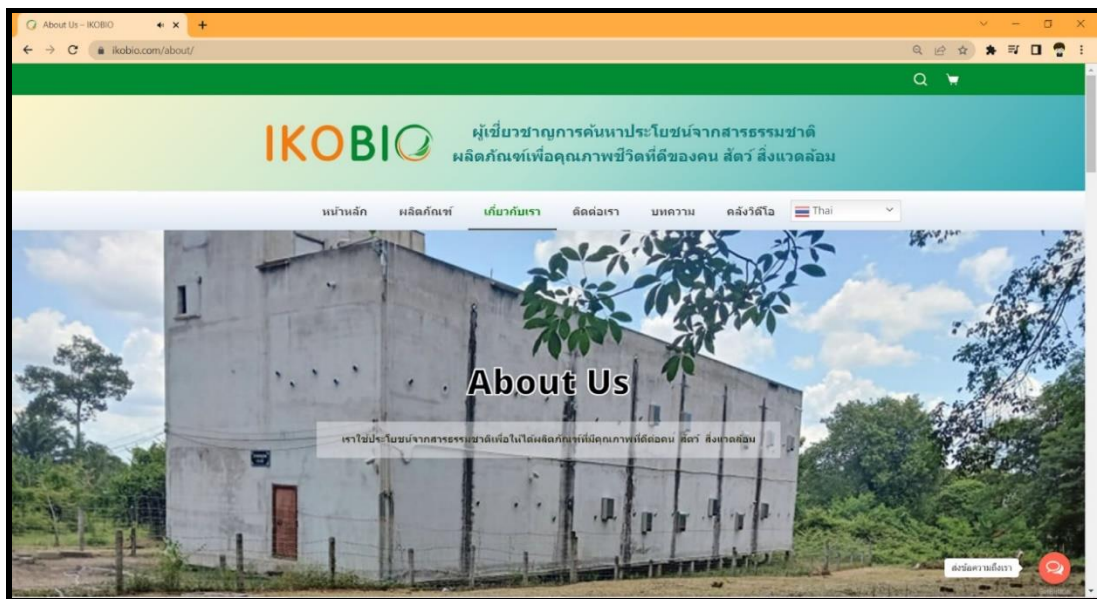 About Us – IKOBIO
ikobio.com/about/
IKOBIO
ผู้เชี่ยวชาญการค้นหาประโยชน์จากสารธรรมชาติ
ผลิตภัณฑ์เพื่อคุณภาพชีวิตที่ดีของคน สัตว์ สิ่งแวดล้อม
หน้าหลัก ผลิตภัณฑ์ เกี่ยวกับเรา ติดต่อเรา บทความ คลังวิดีโอ Thai
About Us
เราใช้ประโยชน์จากสารธรรมชาติเพื่อให้ได้ผลิตภัณฑ์ที่มีคุณภาพที่ดีต่อคน สัตว์ สิ่งแวดล้อม
ส่งข้อความถึงเรา